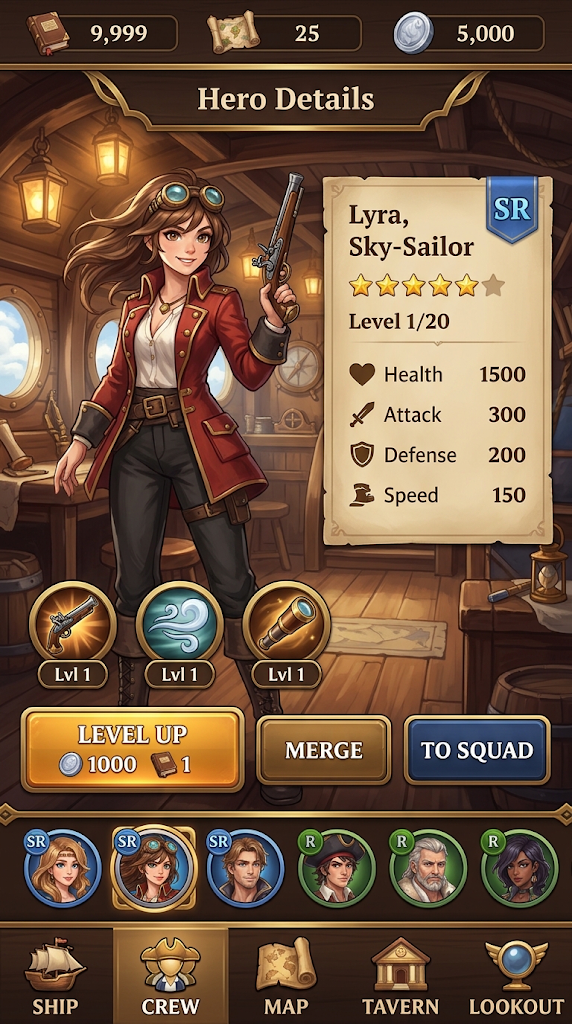 9,999
25
5,000
Hero Details
SR
Lyra,
Sky-Sailor
Level 1/20
Health 1500
Attack 300
Defense 200
Speed 150
Lvl 1
Lvl 1
Lvl 1
LEVEL UP
1000 1
MERGE
TO SQUAD
SR
SR
SR
R
R
R
SHIP
CREW
MAP
TAVERN
LOOKOUT